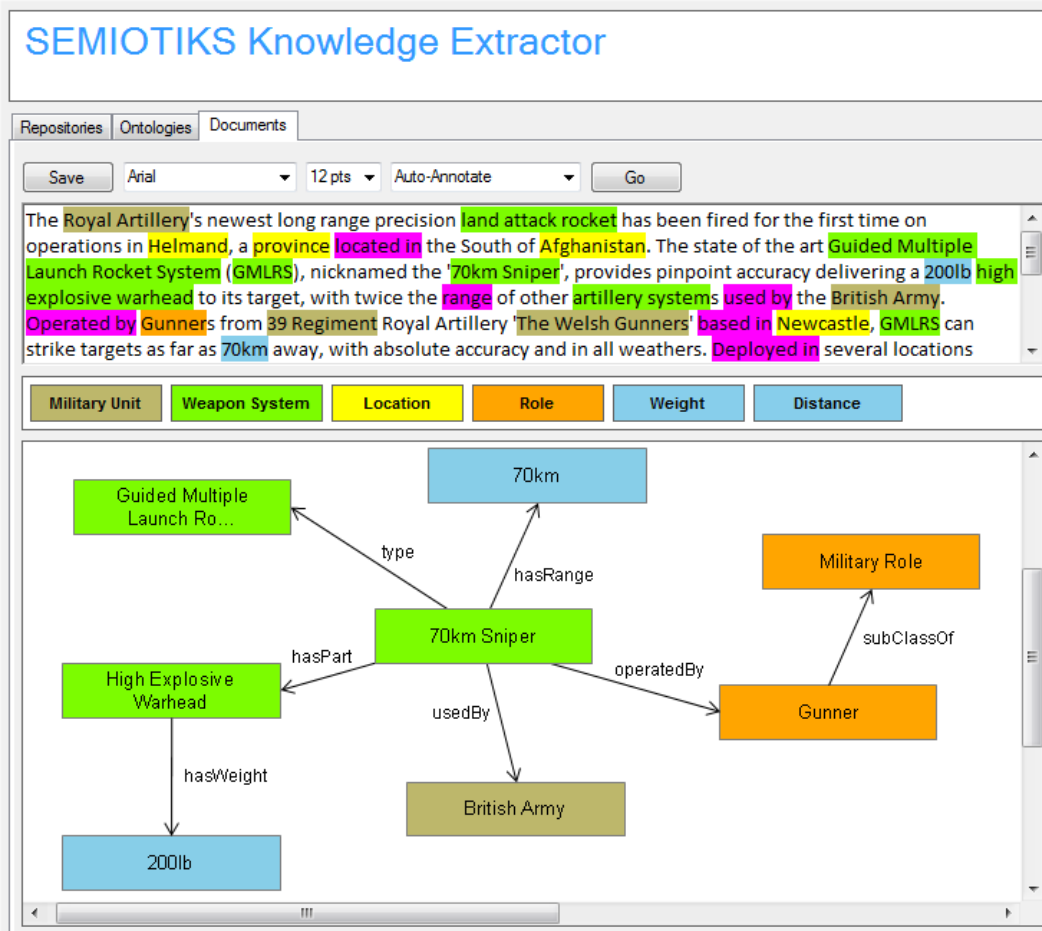 SEMIOTIKS Knowledge Extractor
Repositories Ontologies Documents
Save Arial 12 pts Auto-Annotate Go
The Royal Artillery's newest long range precision land attack rocket has been fired for the first time on
operations in Helmand, a province located in the South of Afghanistan. The state of the art Guided Multiple
Launch Rocket System (GMLRS), nicknamed the '70km Sniper', provides pinpoint accuracy delivering a 200lb high
explosive warhead to its target, with twice the range of other artillery systems used by the British Army.
Operated by Gunners from 39 Regiment Royal Artillery 'The Welsh Gunners' based in Newcastle, GMLRS can
strike targets as far as 70km away, with absolute accuracy and in all weathers. Deployed in several locations
Military Unit Weapon System Location Role Weight Distance
70km
Guided Multiple
Launch Ro...
type
hasRange
Military Role
70km Sniper
subClassOf
hasPart
operatedBy
High Explosive
Warhead
usedBy
Gunner
hasWeight
British Army
200lb